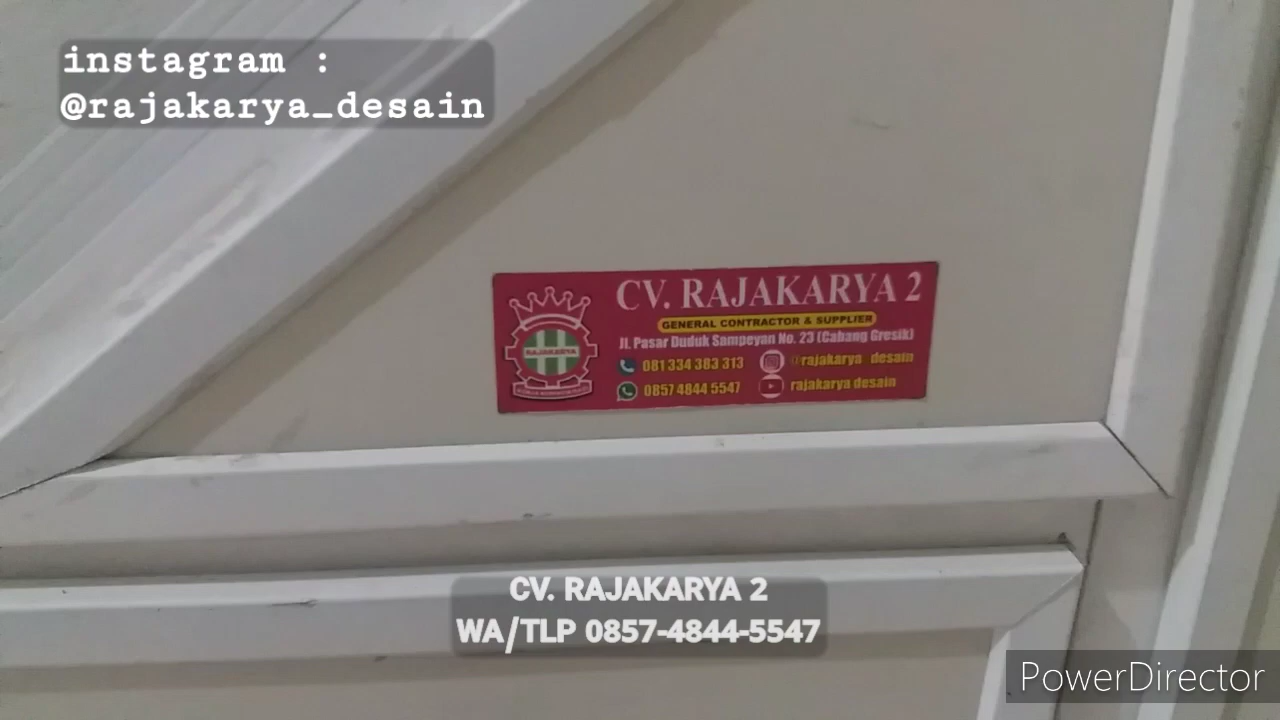 instagram :
@rajakarya_desain
CV. RAJAKARYA 2
GENERAL CONTRACTOR & SUPPLIER
Jl. Pasar Duduk Sampeyan No. 23 (Cabang Gresik)
081 334 383 313
@rajakarya_desain
0857 4844 5547
rajakarya desain
RAJAKARYA
CV. RAJAKARYA 2
WA/TLP 0857-4844-5547
PowerDirector